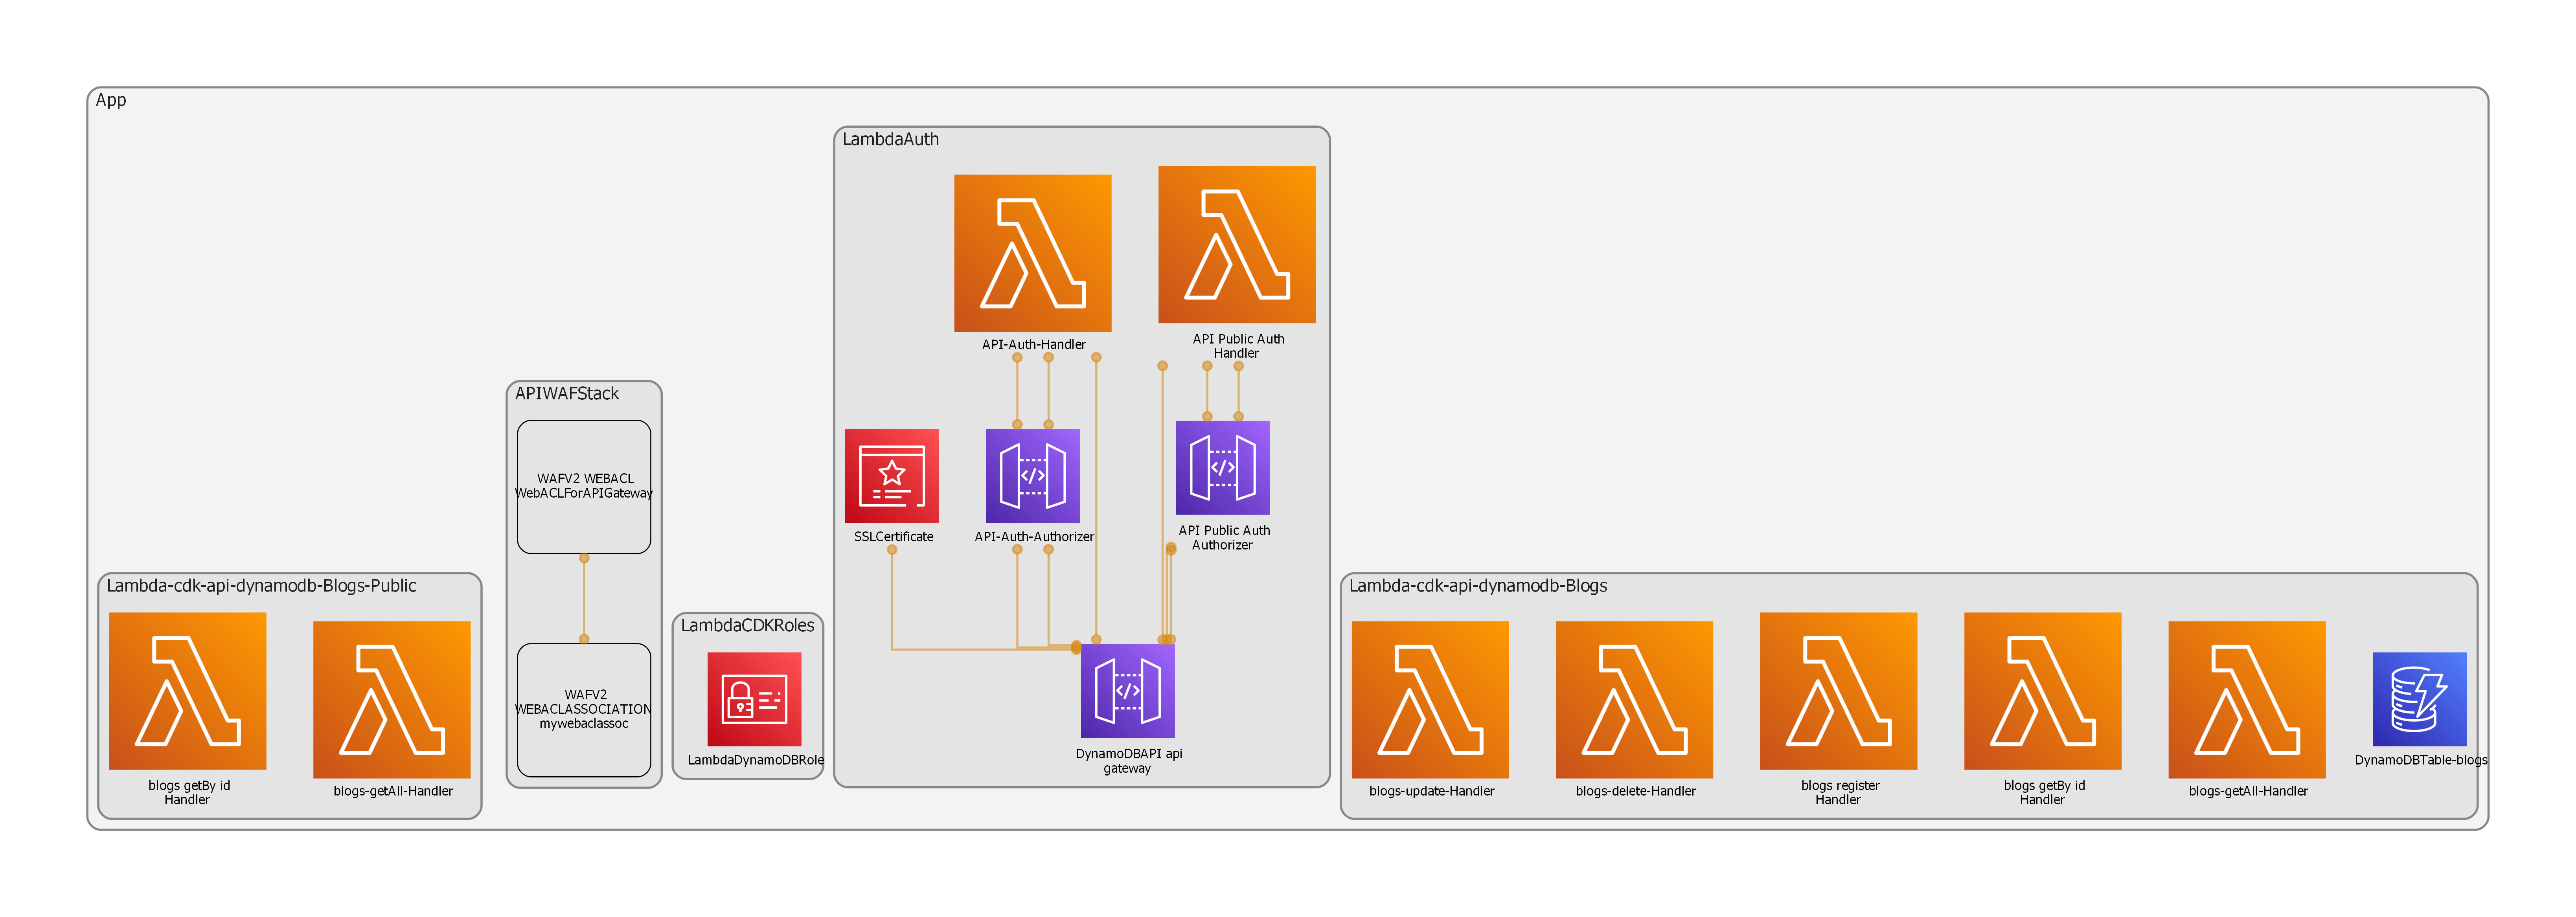 App
LambdaAuth
API-Auth-Handler
API Public Auth
Handler
SSLCertificate
API-Auth-Authorizer
API Public Auth
Authorizer
DynamoDBAPI api
gateway
APIWAFStack
WAFV2 WEBACL
WebACLForAPIGateway
WAFV2
WEBACLASSOCIATION
mywebaclassoc
Lambda-cdk-api-dynamodb-Blogs-Public
blogs getBy id
Handler
blogs-getAll-Handler
LambdaCDKRoles
LambdaDynamoDBRole
Lambda-cdk-api-dynamodb-Blogs
blogs-update-Handler
blogs-delete-Handler
blogs register
Handler
blogs getBy id
Handler
blogs-getAll-Handler
DynamoDBTable-blogs